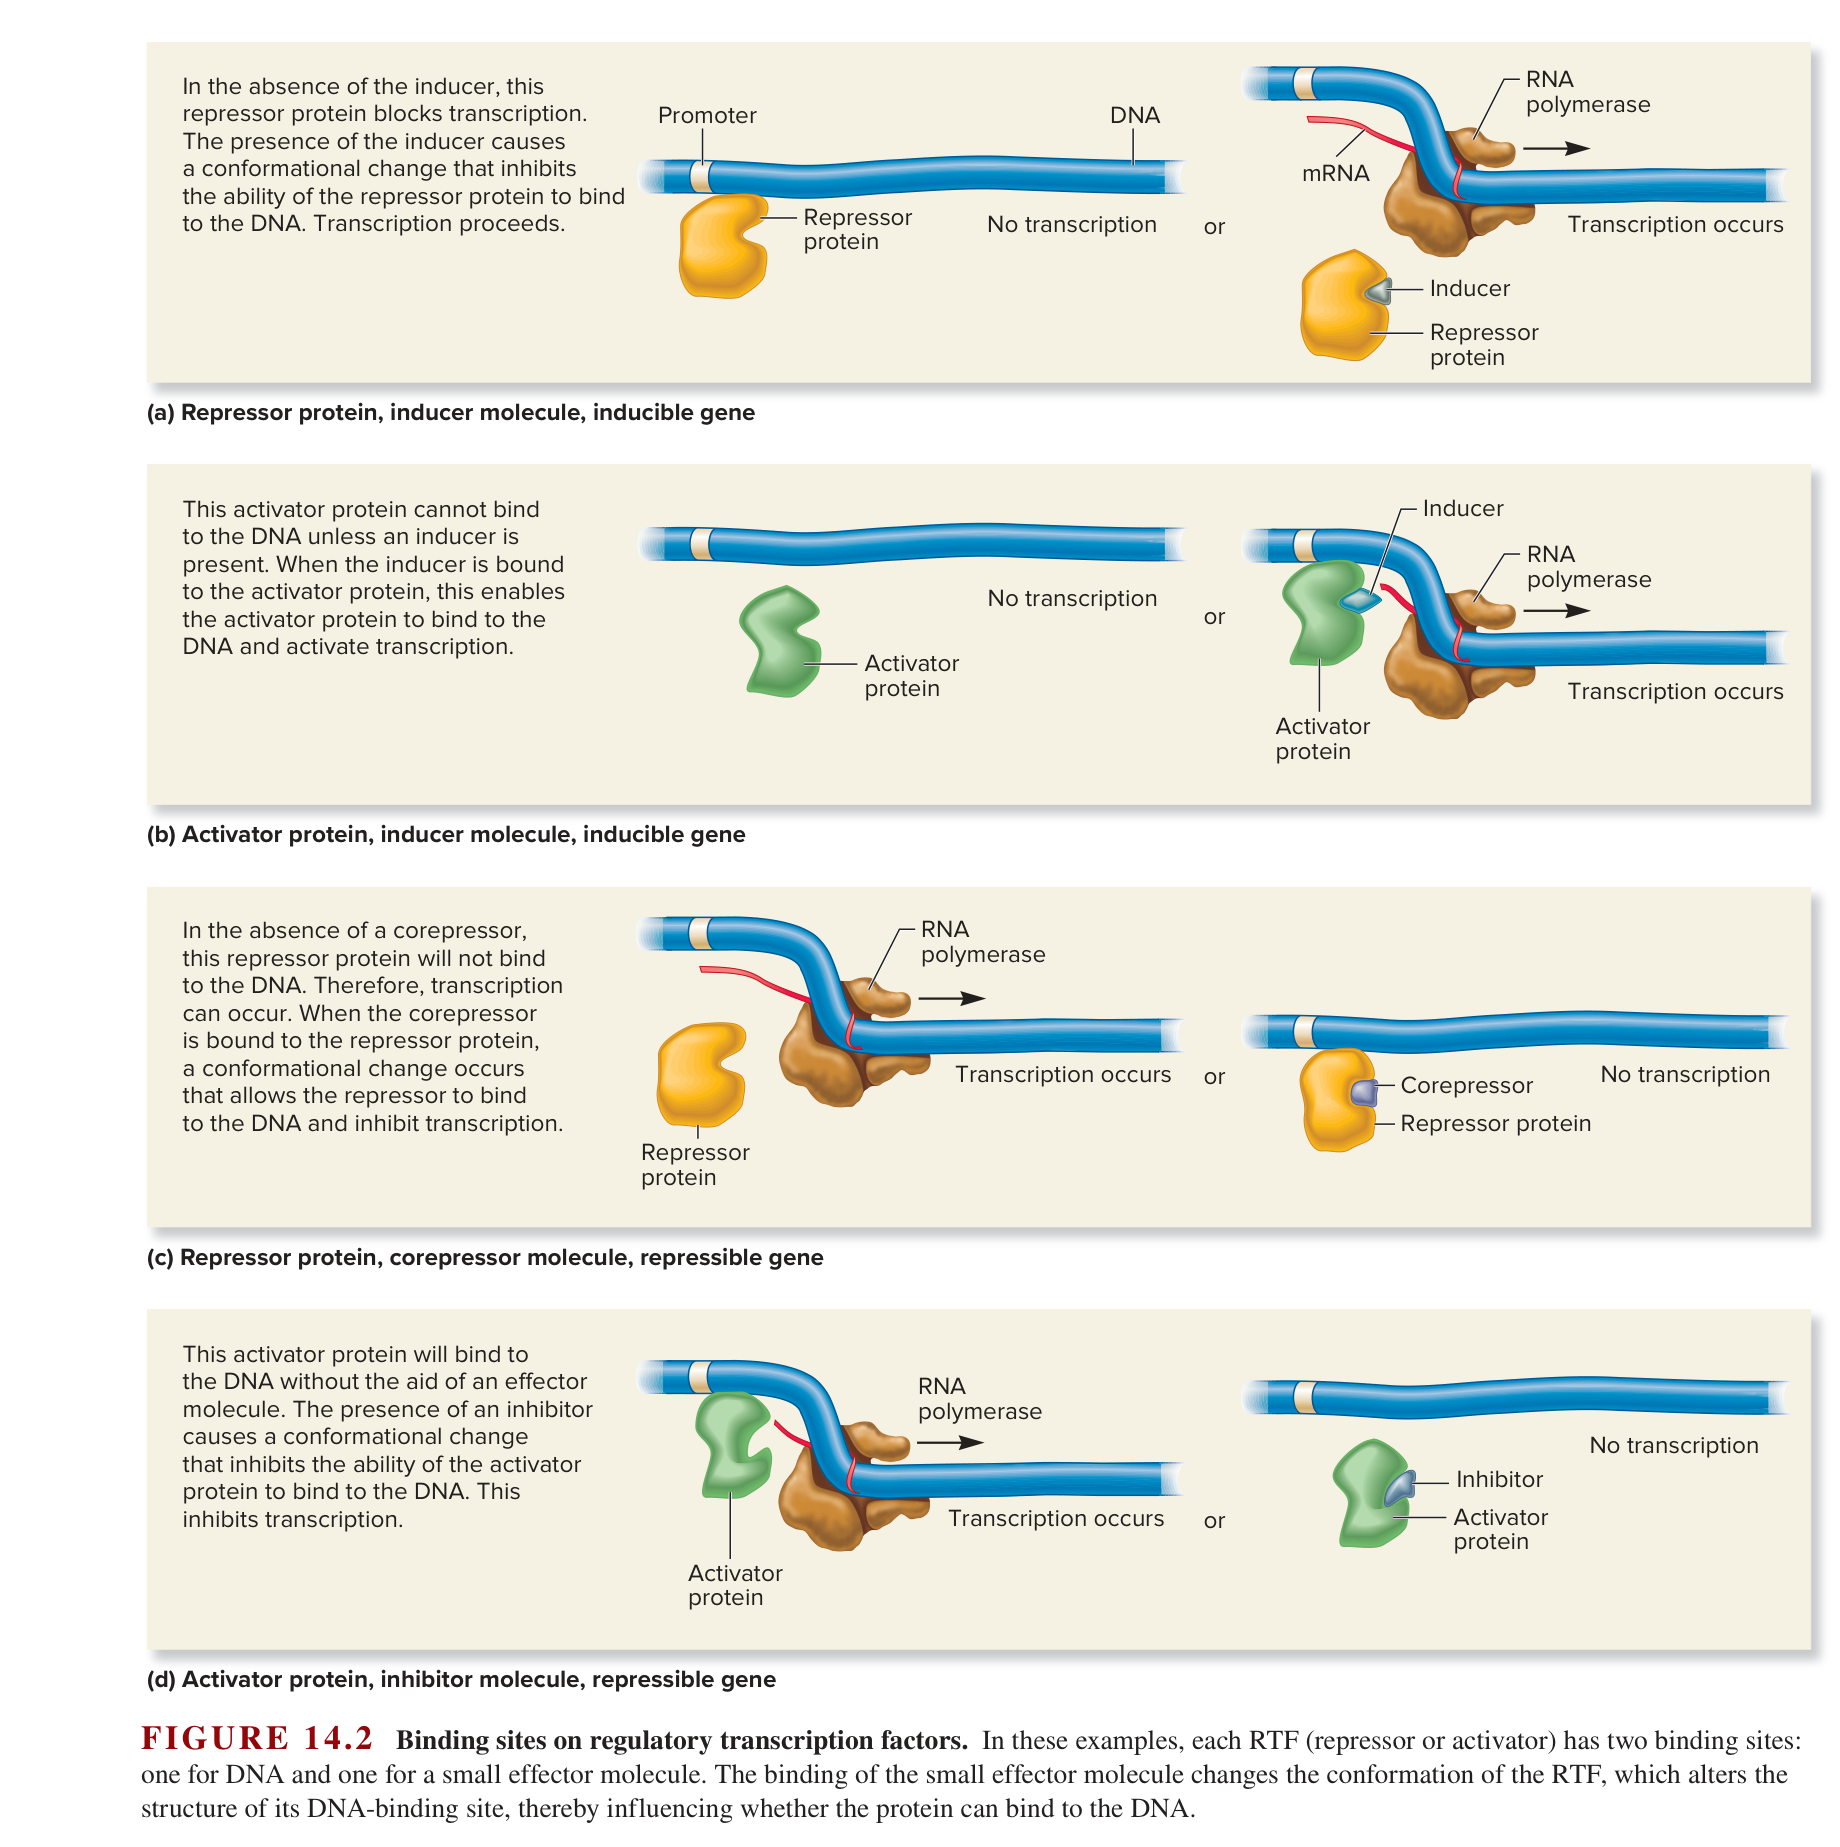 In the absence of the inducer, this
repressor protein blocks transcription.
The presence of the inducer causes
a conformational change that inhibits
the ability of the repressor protein to bind
to the DNA. Transcription proceeds.
Promoter
DNA
Repressor
protein
No transcription
or
RNA
polymerase
mRNA
Transcription occurs
Inducer
Repressor
protein
(a) Repressor protein, inducer molecule, inducible gene
This activator protein cannot bind
to the DNA unless an inducer is
present. When the inducer is bound
to the activator protein, this enables
the activator protein to bind to the
DNA and activate transcription.
No transcription
Activator
protein
or
Inducer
RNA
polymerase
Transcription occurs
Activator
protein
(b) Activator protein, inducer molecule, inducible gene
In the absence of a corepressor,
this repressor protein will not bind
to the DNA. Therefore, transcription
can occur. When the corepressor
is bound to the repressor protein,
a conformational change occurs
that allows the repressor to bind
to the DNA and inhibit transcription.
RNA
polymerase
Transcription occurs
Repressor
protein
or
Corepressor
No transcription
Repressor protein
(c) Repressor protein, corepressor molecule, repressible gene
This activator protein will bind to
the DNA without the aid of an effector
molecule. The presence of an inhibitor
causes a conformational change
that inhibits the ability of the activator
protein to bind to the DNA. This
inhibits transcription.
RNA
polymerase
Transcription occurs
Activator
protein
or
No transcription
Inhibitor
Activator
protein
(d) Activator protein, inhibitor molecule, repressible gene
FIGURE 14.2 Binding sites on regulatory transcription factors. In these examples, each RTF (repressor or activator) has two binding sites:
one for DNA and one for a small effector molecule. The binding of the small effector molecule changes the conformation of the RTF, which alters the
structure of its DNA-binding site, thereby influencing whether the protein can bind to the DNA.